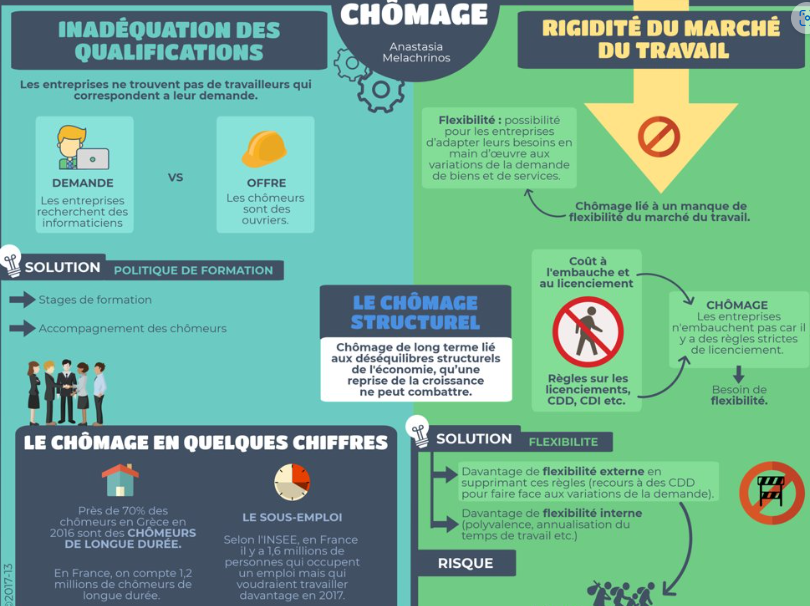 CHÔMAGE
Anastasia
Melachrinos
INADÉQUATION DES
QUALIFICATIONS
Les entreprises ne trouvent pas de travailleurs qui
correspondent a leur demande.
DEMANDE
Les entreprises
recherchent des
informaticiens
VS
OFFRE
Les chômeurs
sont des
ouvriers.
SOLUTION
POLITIQUE DE FORMATION
Stages de formation
Accompagnement des chômeurs
RIGIDITÉ DU MARCHÉ
DU TRAVAIL
Flexibilité : possibilité
pour les entreprises
d'adapter leurs besoins en
main d'œuvre aux
variations de la demande
de biens et de services.
Chômage lié à un manque de
flexibilité du marché du travail.
LE CHÔMAGE
STRUCTUREL
Chômage de long terme lié
aux déséquilibres structurels
de l'économie, qu'une
reprise de la croissance
ne peut combattre.
Coût à
l'embauche et
au licenciement
Règles sur les
licenciements,
CDD, CDI etc.
CHÔMAGE
Les entreprises
n'embauchent pas car il
y a des règles strictes
de licenciement.
Besoin de
flexibilité.
SOLUTION
FLEXIBILITE
Davantage de flexibilité externe en
supprimant ces règles (recours à des CDD
pour faire face aux variations de la demande).
Davantage de flexibilité interne
(polyvalence, annualisation du
temps de travail etc.)
RISQUE
LE CHÔMAGE EN QUELQUES CHIFFRES
Près de 70% des
chômeurs en Grèce en
2016 sont des CHÔMEURS
DE LONGUE DURÉE.
En France, on compte 1,2
millions de chômeurs de
longue durée.
LE SOUS-EMPLOI
Selon l'INSEE, en France
il y a 1,6 millions de
personnes qui occupent
un emploi mais qui
voudraient travailler
davantage en 2017.
©2017-13